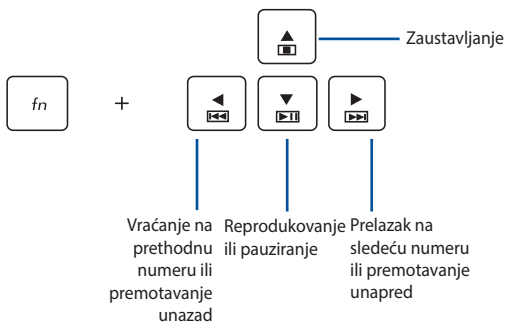 Zaustavljanje
fn +
Vraćanje na
prethodnu
numeru ili
premotavanje
unazad
Reprodukovanje
ili pauziranje
Prelazak na
sledeću numeru
ili premotavanje
unapred